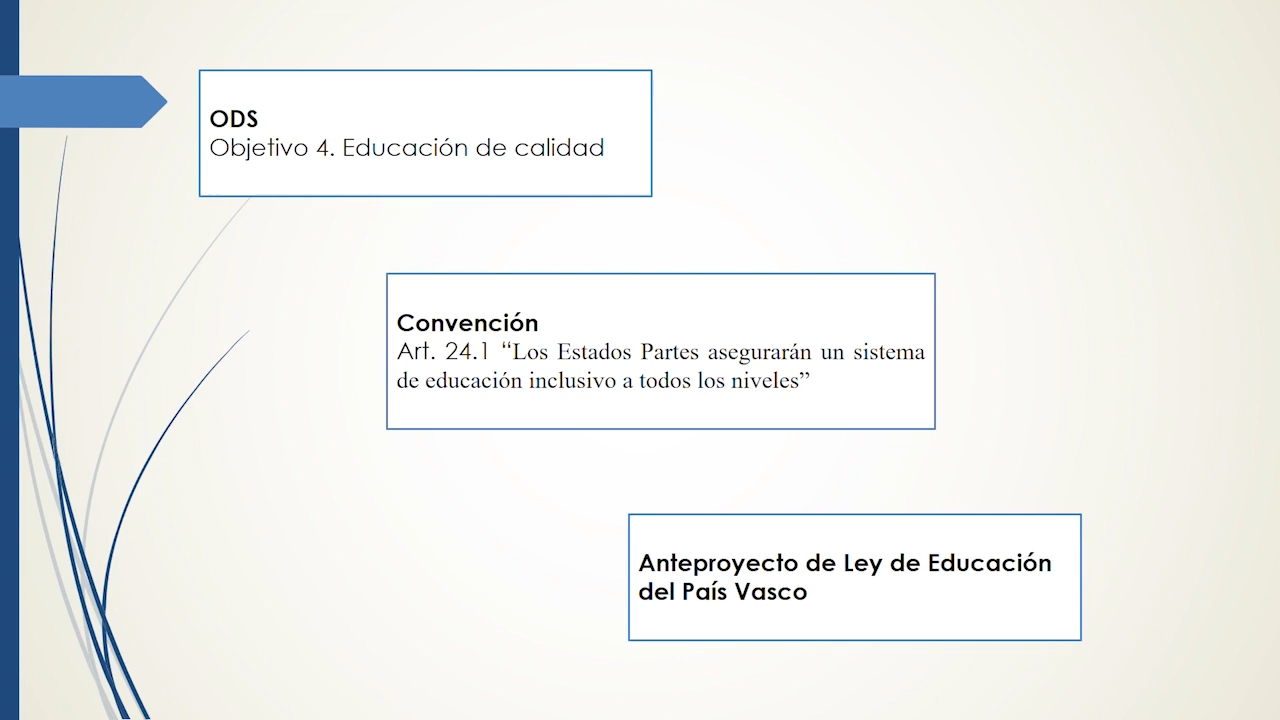 ODS
Objetivo 4. Educación de calidad
Convención
Art. 24.1 “Los Estados Partes asegurarán un sistema
de educación inclusivo a todos los niveles”
Anteproyecto de Ley de Educación
del País Vasco